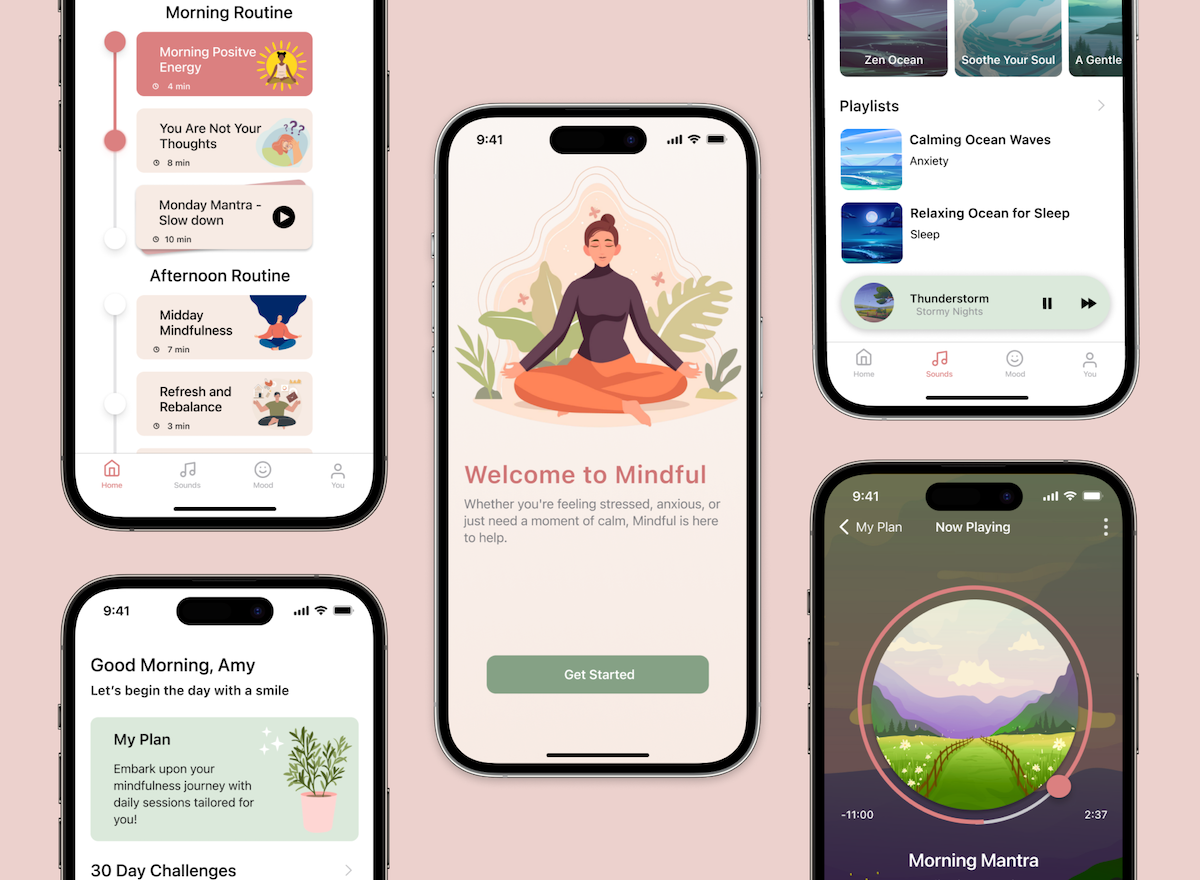 Morning Routine
Morning Positve
Energy
4 min
You Are Not Your
Thoughts
8 min
Monday Mantra -
Slow down
10 min
Afternoon Routine
Midday
Mindfulness
7 min
Refresh and
Rebalance
3 min
Home
Sounds
Mood
You
9:41
Good Morning, Amy
Let's begin the day with a smile
My Plan
Embark upon your
mindfulness journey with
daily sessions tailored for
you!
30 Day Challenges
9:41
Welcome to Mindful
Whether you're feeling stressed, anxious, or
just need a moment of calm, Mindful is here
to help.
Get Started
Zen Ocean
Soothe Your Soul
A Gentle
Playlists
Calming Ocean Waves
Anxiety
Relaxing Ocean for Sleep
Sleep
Thunderstorm
Stormy Nights
Home
Sounds
Mood
You
9:41
My Plan
Now Playing
-11:00
2:37
Morning Mantra